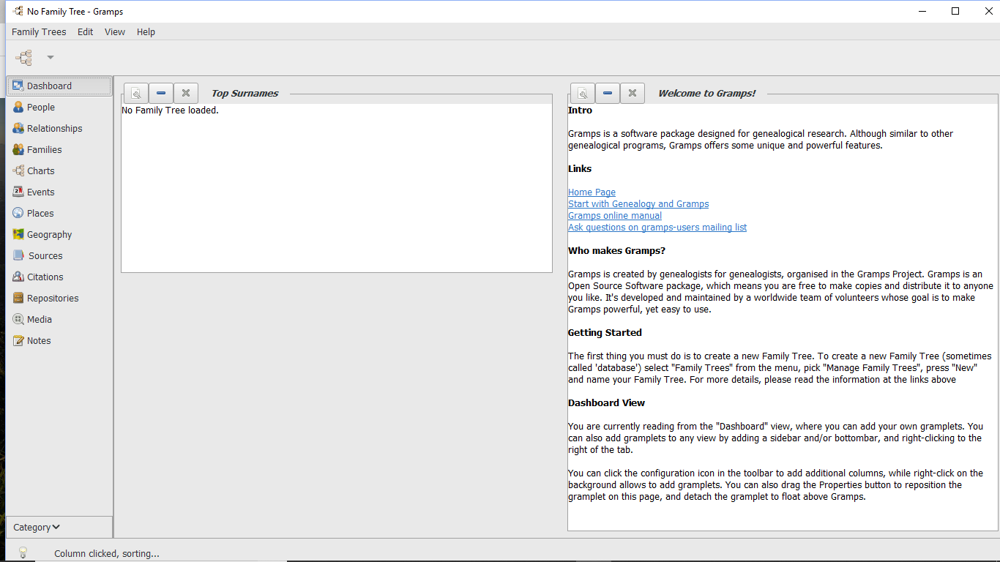 No Family Tree - Gramps
Family Trees Edit View Help
Dashboard
People
Relationships
Families
Charts
Events
Places
Geography
Sources
Citations
Repositories
Media
Notes
Category
Top Surnames
No Family Tree loaded.
Welcome to Gramps!
Intro
Gramps is a software package designed for genealogical research. Although similar to other
genealogical programs, Gramps offers some unique and powerful features.
Links
Home Page
Start with Genealogy and Gramps
Gramps online manual
Ask questions on gramps-users mailing list
Who makes Gramps?
Gramps is created by genealogists for genealogists, organised in the Gramps Project. Gramps is an
Open Source Software package, which means you are free to make copies and distribute it to anyone
you like. It's developed and maintained by a worldwide team of volunteers whose goal is to make
Gramps powerful, yet easy to use.
Getting Started
The first thing you must do is to create a new Family Tree. To create a new Family Tree (sometimes
called 'database') select "Family Trees" from the menu, pick "Manage Family Trees", press "New"
and name your Family Tree. For more details, please read the information at the links above
Dashboard View
You are currently reading from the "Dashboard" view, where you can add your own gramplets. You
can also add gramplets to any view by adding a sidebar and/or bottombar, and right-clicking to the
right of the tab.
You can click the configuration icon in the toolbar to add additional columns, while right-click on the
background allows to add gramplets. You can also drag the Properties button to reposition the
gramplet on this page, and detach the gramplet to float above Gramps.
Column clicked, sorting...